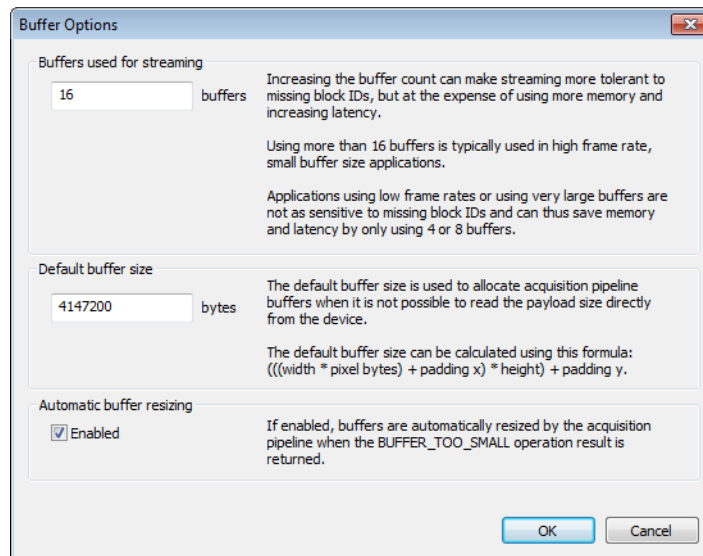 Buffer Options
Buffers used for streaming
16 buffers
Increasing the buffer count can make streaming more tolerant to
missing block IDs, but at the expense of using more memory and
increasing latency.
Using more than 16 buffers is typically used in high frame rate,
small buffer size applications.
Applications using low frame rates or using very large buffers are
not as sensitive to missing block IDs and can thus save memory
and latency by only using 4 or 8 buffers.
Default buffer size
4147200 bytes
The default buffer size is used to allocate acquisition pipeline
buffers when it is not possible to read the payload size directly
from the device.
The default buffer size can be calculated using this formula:
(((width * pixel bytes) + padding x) * height) + padding y.
Automatic buffer resizing
Enabled
If enabled, buffers are automatically resized by the acquisition
pipeline when the BUFFER_TOO_SMALL operation result is
returned.
OK Cancel